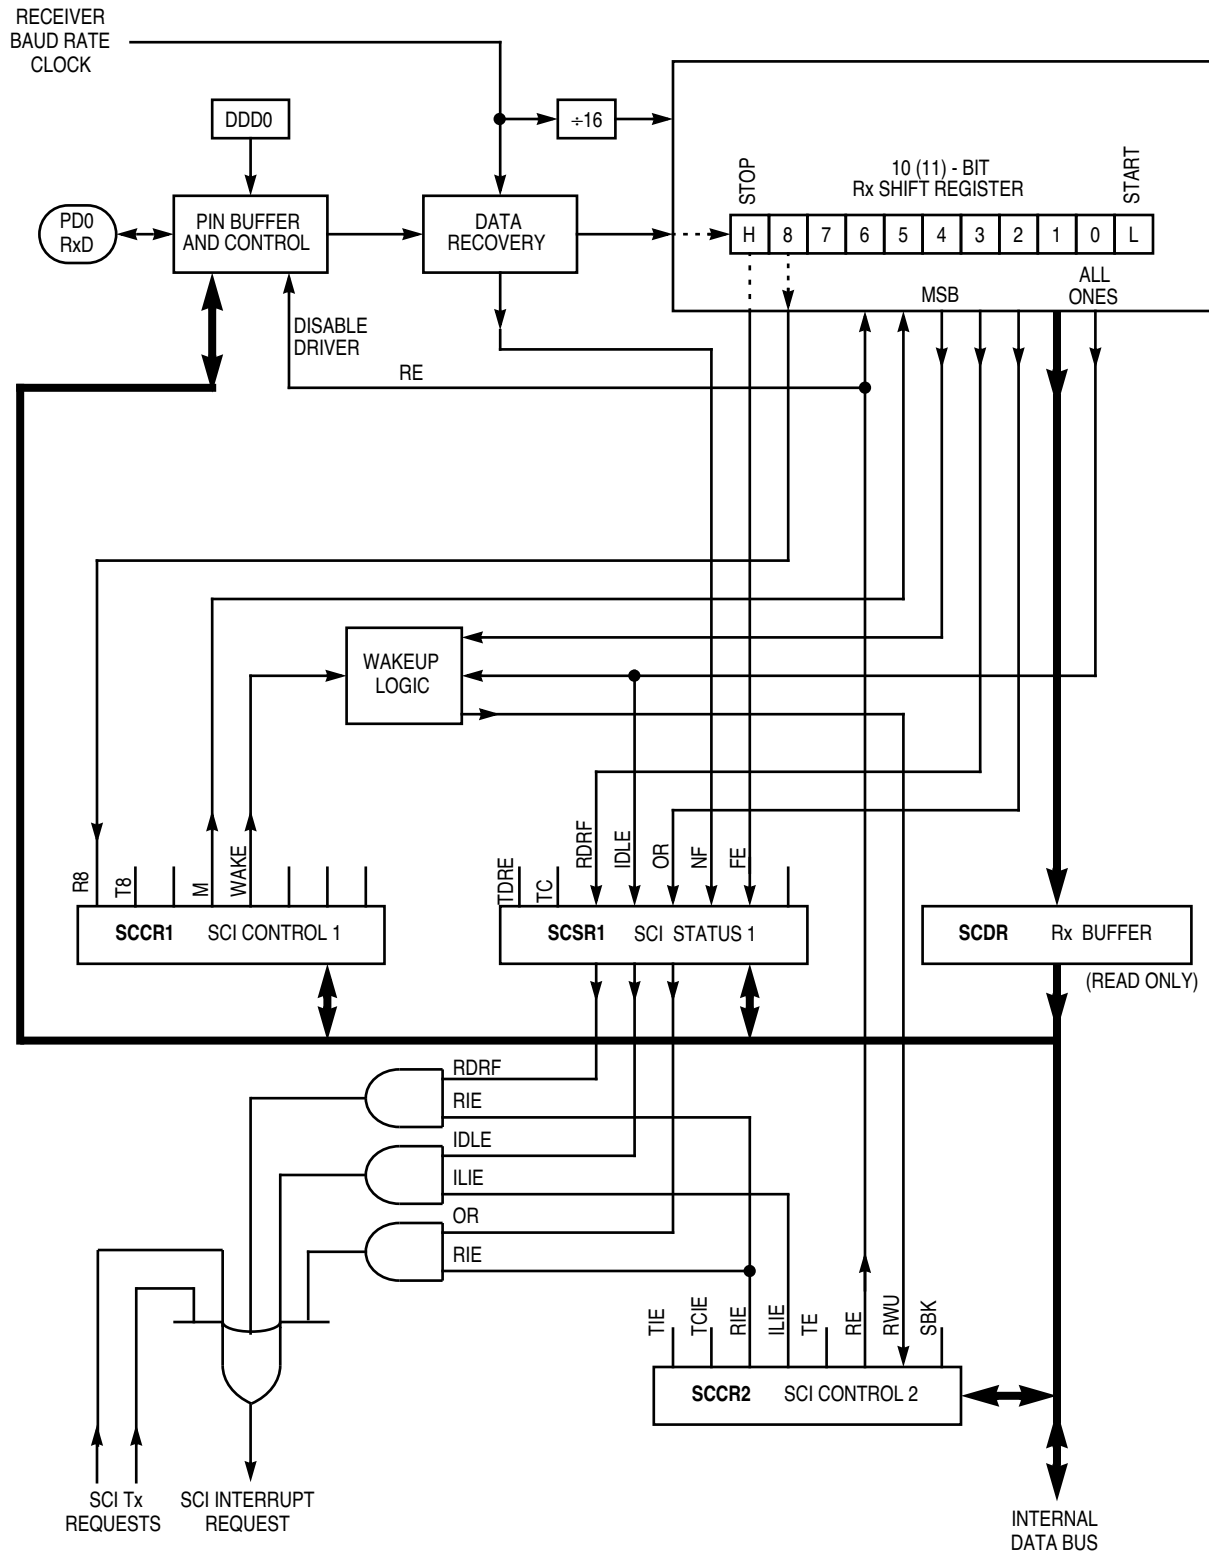 RECEIVER
BAUD RATE
CLOCK
DDD0
÷16
STOP
10 (11) - BIT
Rx SHIFT REGISTER
START
PD0
RxD
PIN BUFFER
AND CONTROL
DATA
RECOVERY
H 8 7 6 5 4 3 2 1 0 L
MSB
ALL
ONES
DISABLE
DRIVER
RE
WAKEUP
LOGIC
R8
T8
M
WAKE
TDRE
TC
RDRF
IDLE
OR
NF
FE
SCCR1 SCI CONTROL 1
SCSR1 SCI STATUS 1
SCDR Rx BUFFER
(READ ONLY)
RDRF
RIE
IDLE
ILIE
OR
RIE
TIE
TCIE
RIE
ILIE
TE
RE
RWU
SBK
SCCR2 SCI CONTROL 2
SCI Tx
REQUESTS
SCI INTERRUPT
REQUEST
INTERNAL
DATA BUS